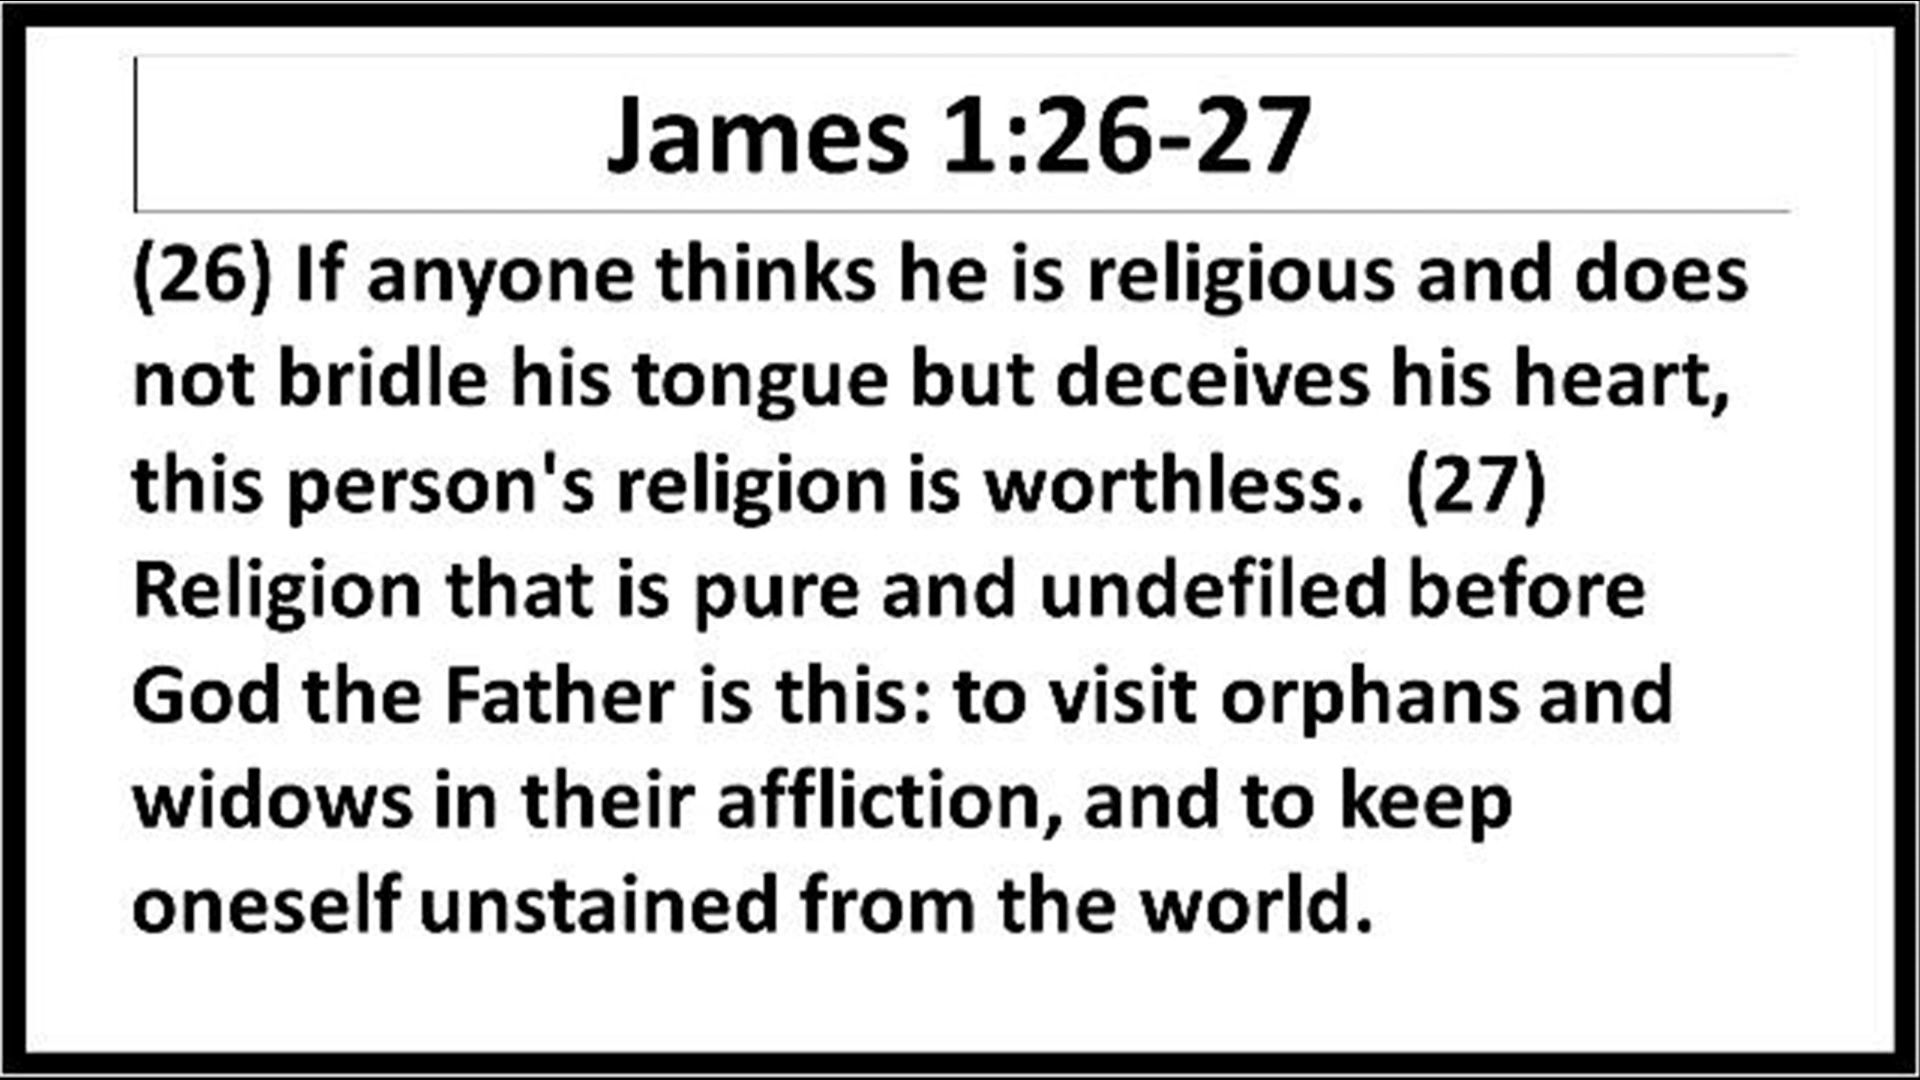 James 1:26-27
(26) If anyone thinks he is religious and does
not bridle his tongue but deceives his heart,
this person's religion is worthless.  (27)
Religion that is pure and undefiled before
God the Father is this: to visit orphans and
widows in their affliction, and to keep
oneself unstained from the world.